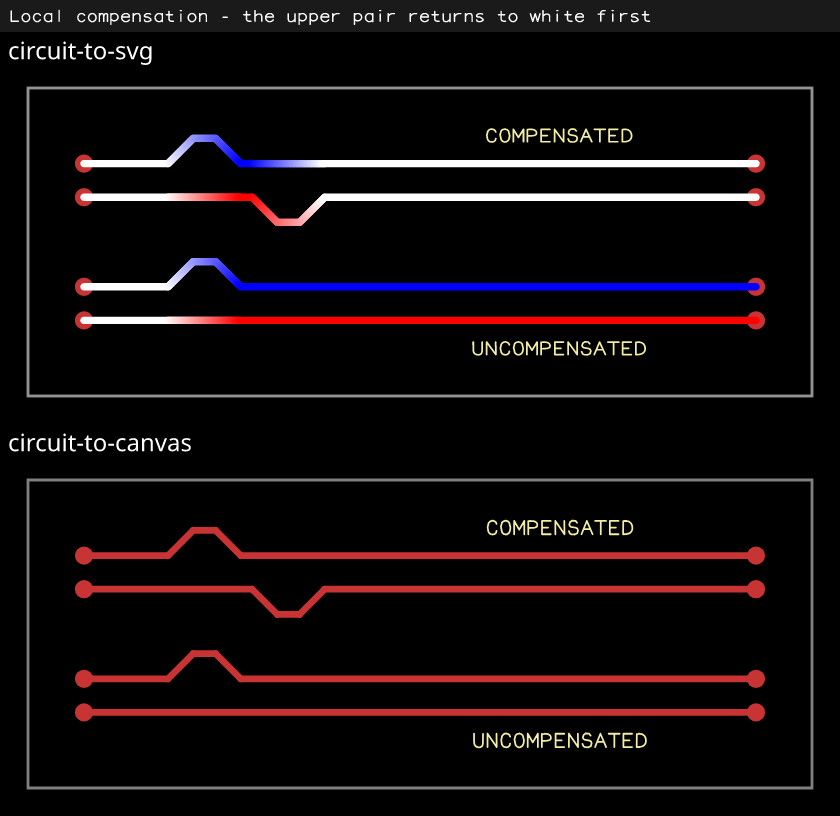 Local compensation - the upper pair returns to white first
circuit-to-svg
COMPENSATED
UNCOMPENSATED
circuit-to-canvas
COMPENSATED
UNCOMPENSATED